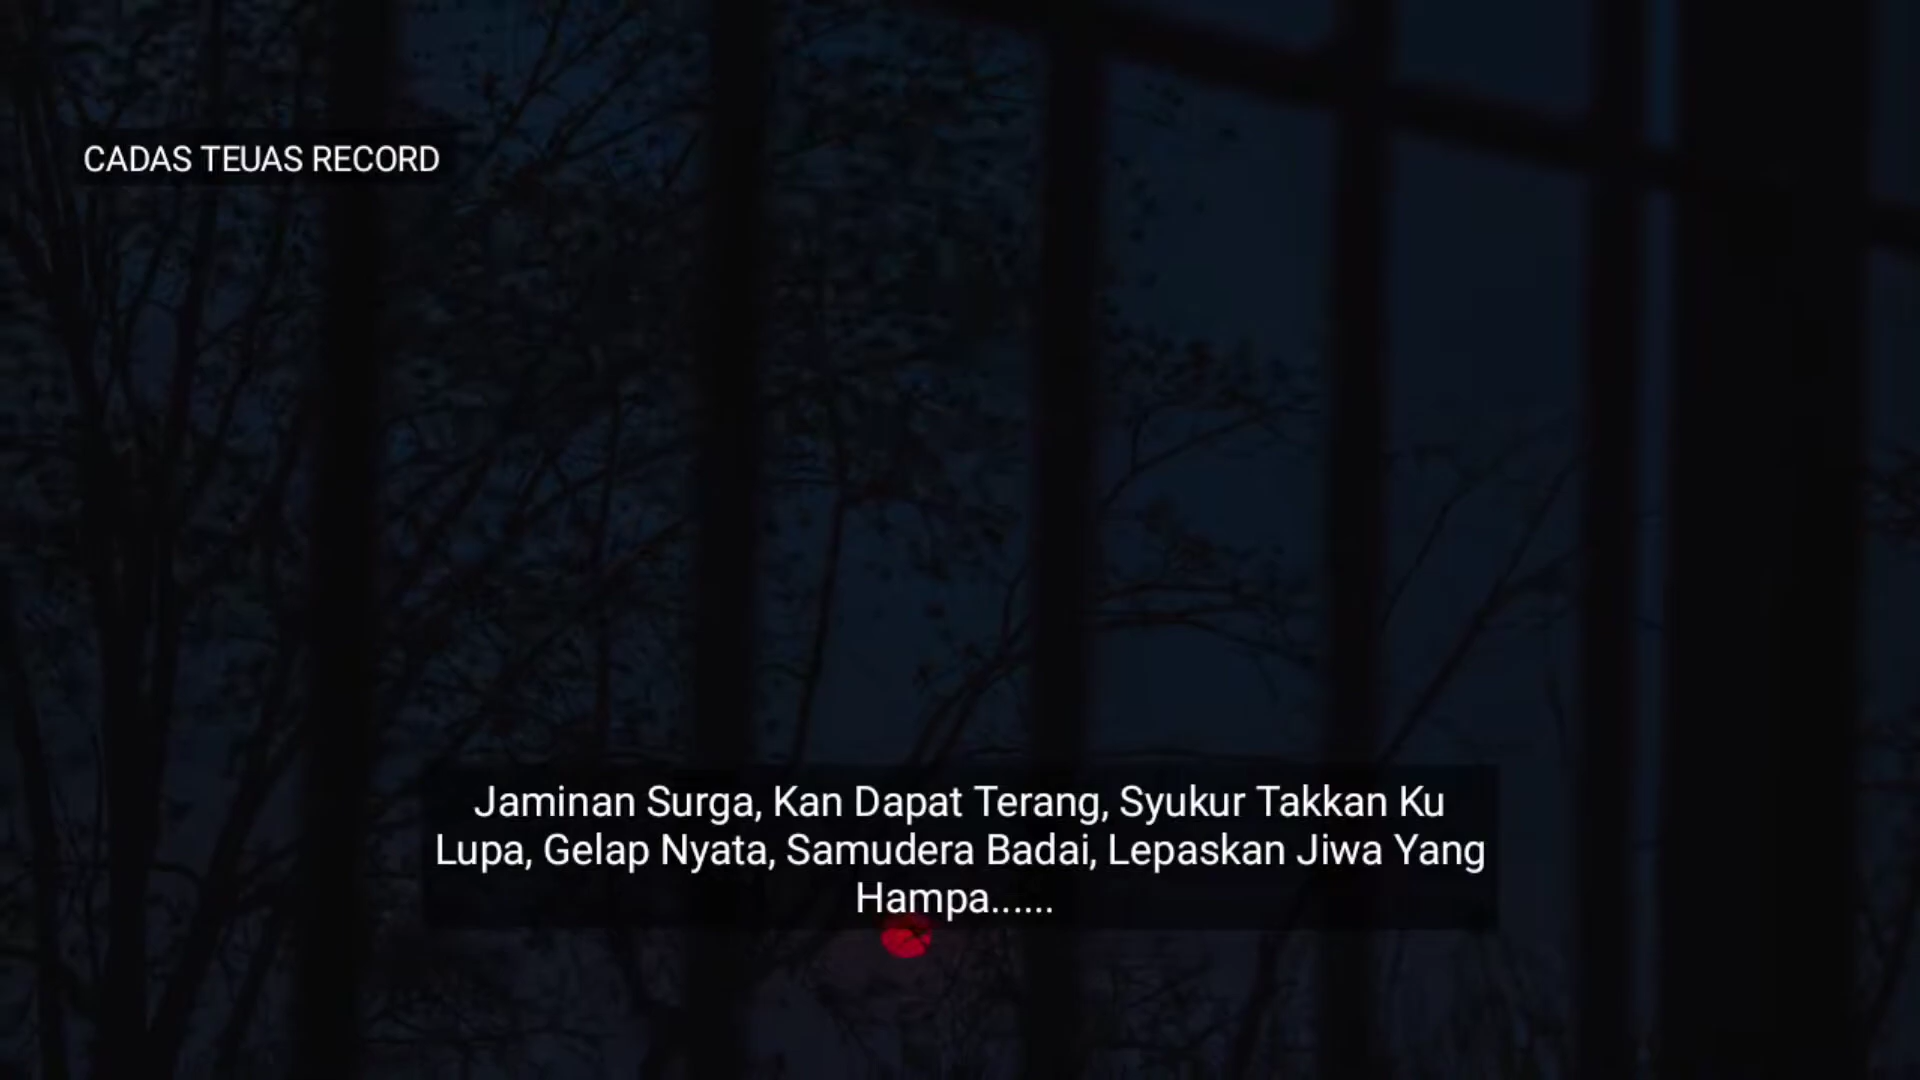 CADAS TEUAS RECORD
Jaminan Surga, Kan Dapat Terang, Syukur Takkan Ku
Lupa, Gelap Nyata, Samudera Badai, Lepaskan Jiwa Yang
Hampa......